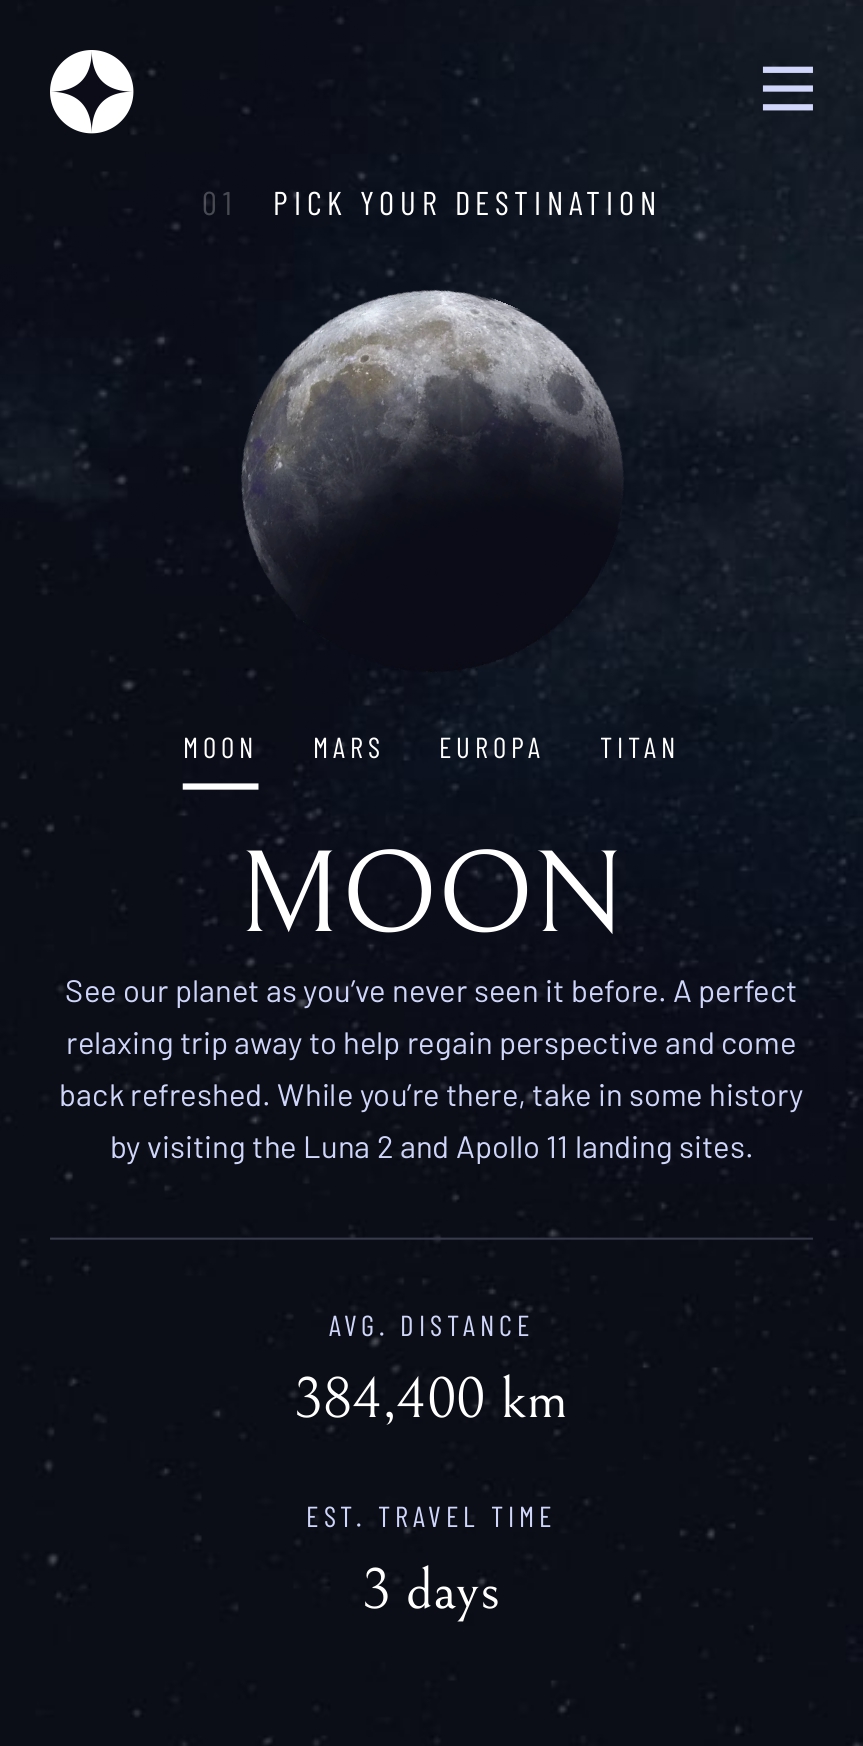 01 PICK YOUR DESTINATION
MOON MARS EUROPA TITAN
MOON
See our planet as you’ve never seen it before. A perfect
relaxing trip away to help regain perspective and come
back refreshed. While you’re there, take in some history
by visiting the Luna 2 and Apollo 11 landing sites.
AVG. DISTANCE
384,400 km
EST. TRAVEL TIME
3 days